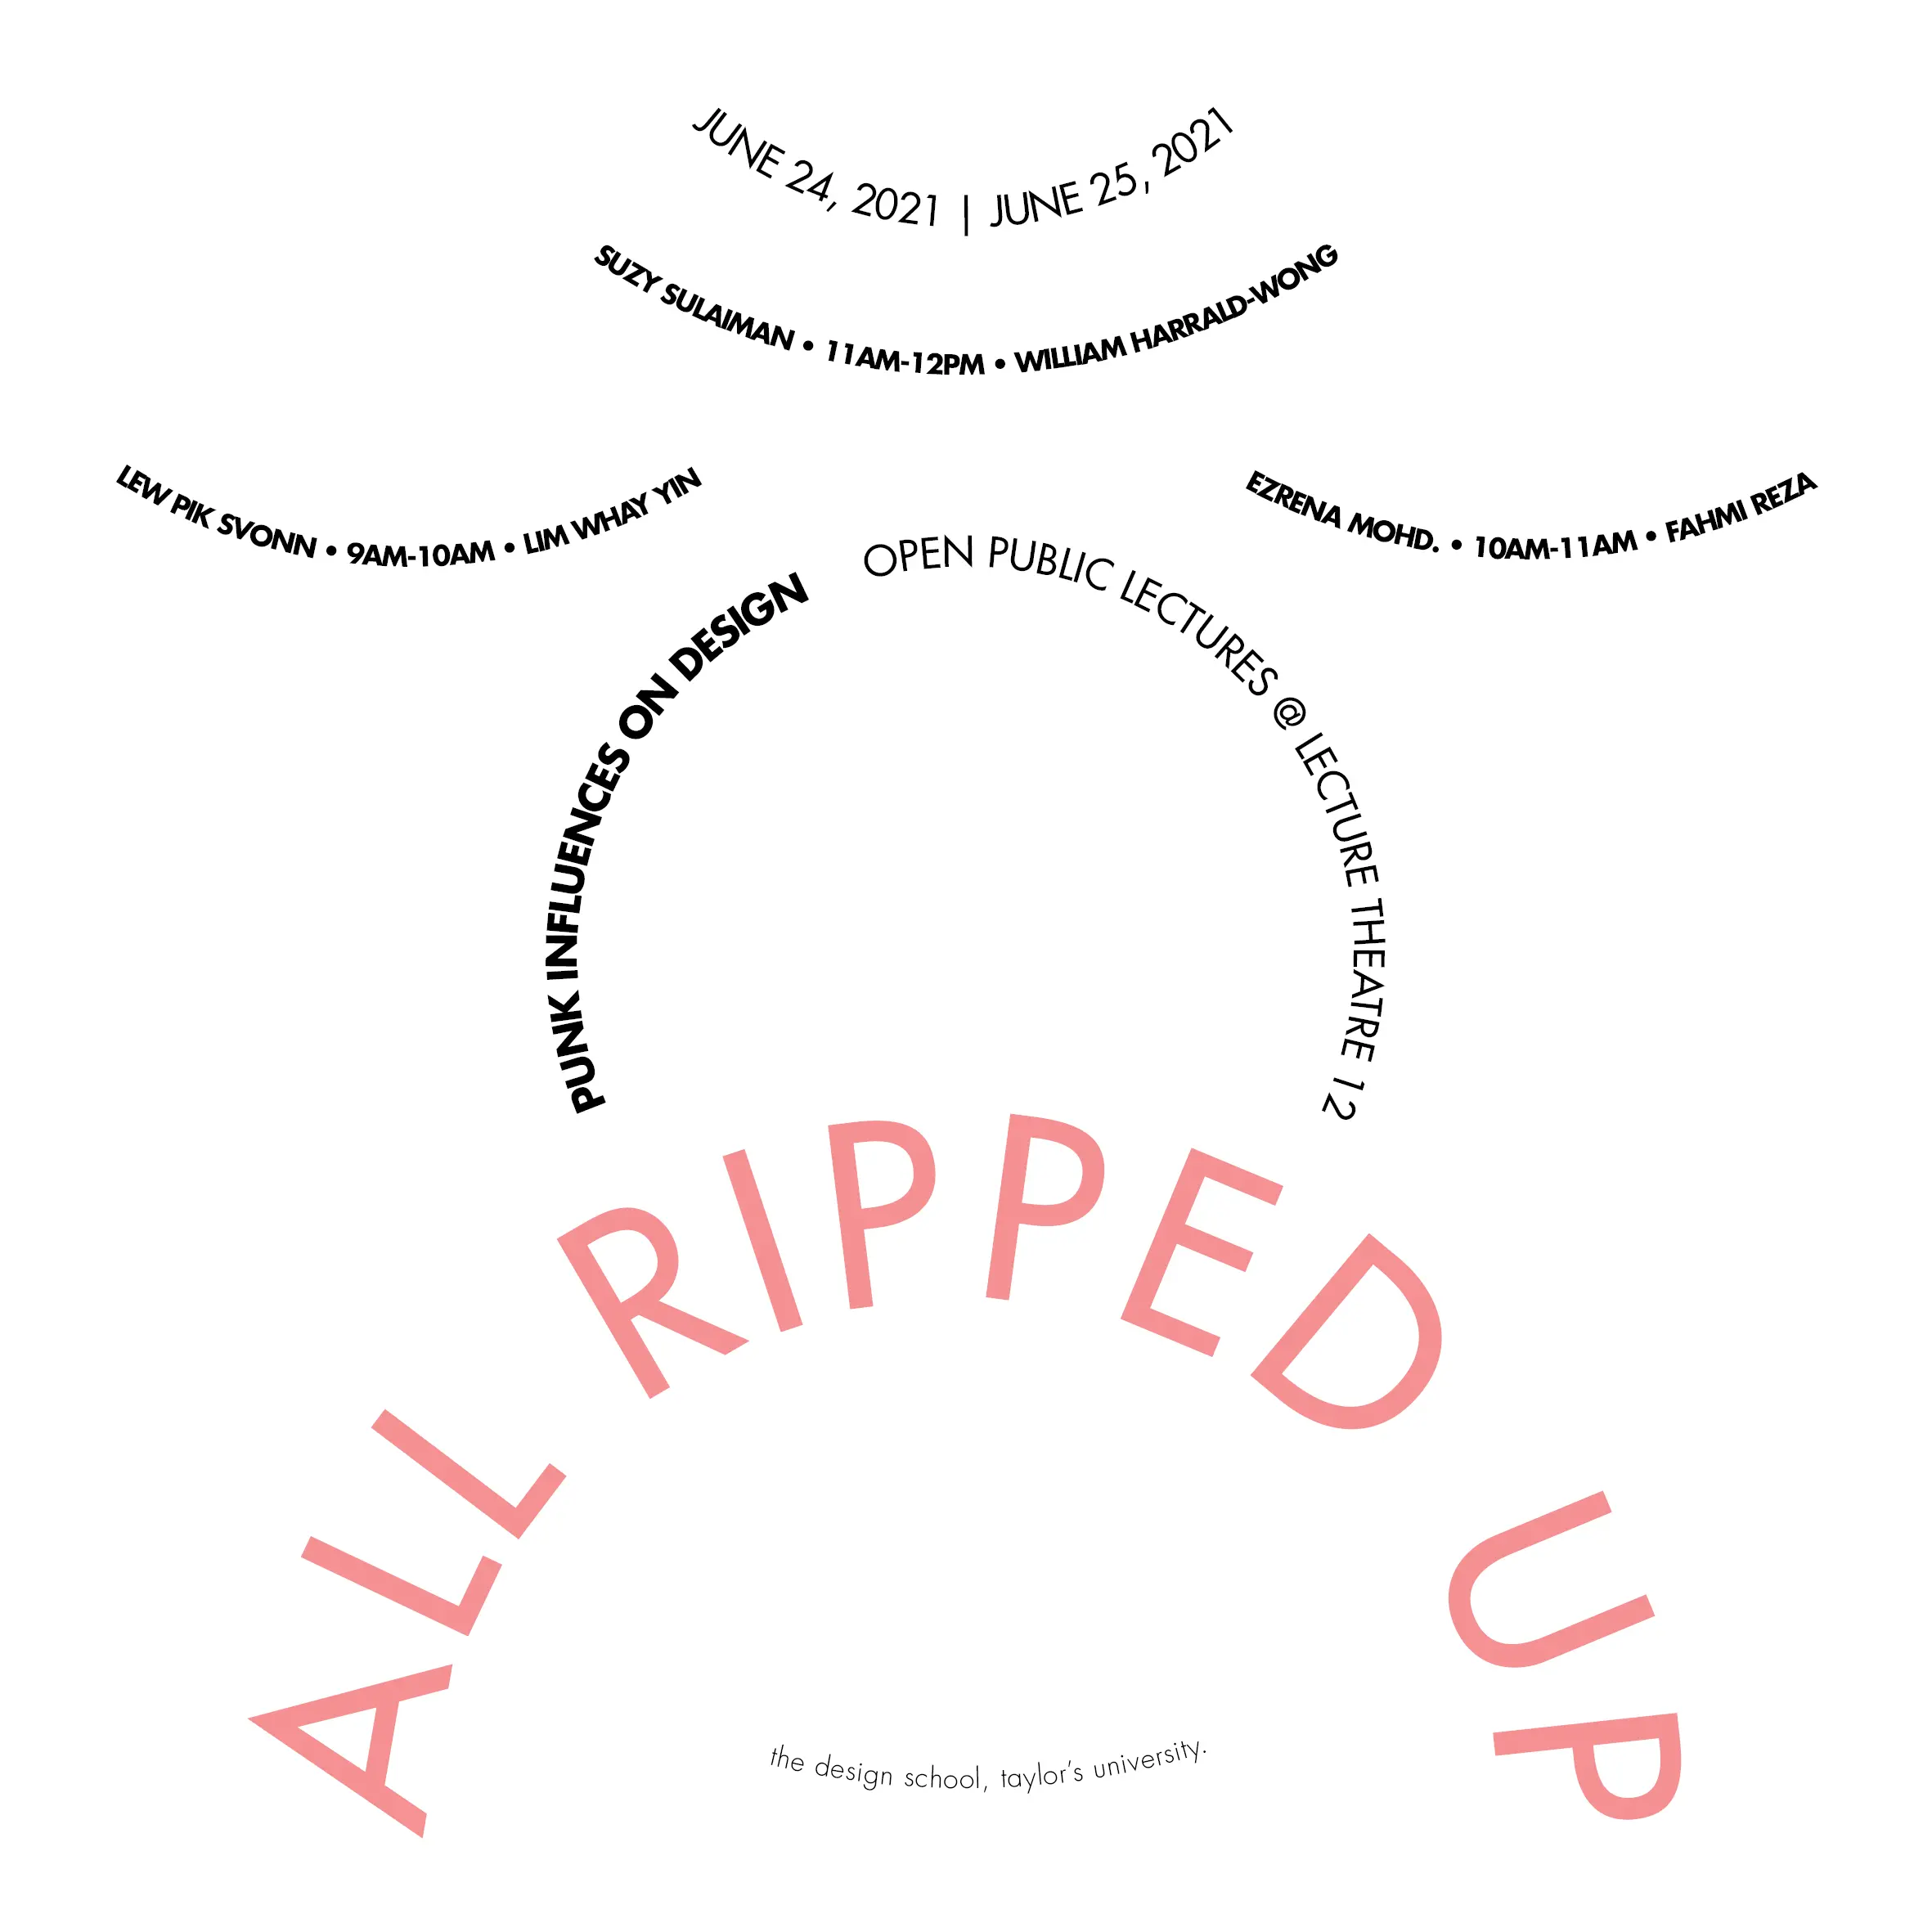 JUNE 24, 2021 | JUNE 25, 2021
SUZY SULAIMAN • 11AM-12PM • WILLIAM HARRALD-WONG
LEW PIK SVONN • 9AM-10AM • LIM WHAY YIN
EZRENA MOHD. • 10AM-11AM • FAHMI REZA
PUNK INFLUENCES ON DESIGN
OPEN PUBLIC LECTURES @ LECTURE THEATRE 12
ALL RIPPED UP
the design school, taylor's university.